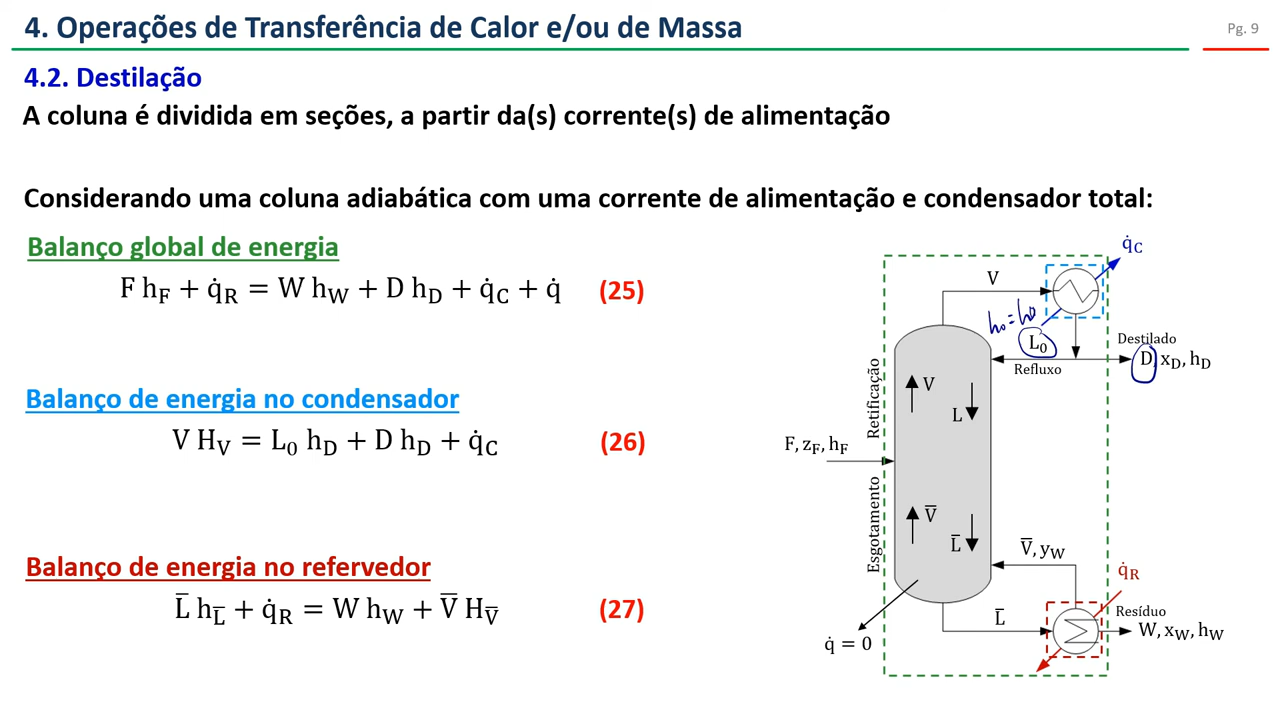 4. Operações de Transferência de Calor e/ou de Massa
Pg. 9
4.2. Destilação
A coluna é dividida em seções, a partir da(s) corrente(s) de alimentação
Considerando uma coluna adiabática com uma corrente de alimentação e condensador total:
Balanço global de energia
F h_F + q̇_R = W h_W + D h_D + q̇_C + q̇ (25)
Balanço de energia no condensador
V H_V = L_0 h_D + D h_D + q̇_C (26)
Balanço de energia no refervedor
L̅ h_L̅ + q̇_R = W h_W + V̅ H_V̅ (27)
q̇_C
V
h_0 = h_D
L_0
Destilado
D, x_D, h_D
Refluxo
Retificação
V
L
F, z_F, h_F
Esgotamento
V̅
L̅
V̅, y_W
q̇_R
Resíduo
L̅
W, x_W, h_W
q̇ = 0